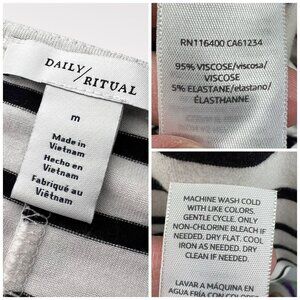 DAILY/
RITUAL
m
Made in
Vietnam
Hecho en
Vietnam
Fabriqué au
Viêtnam
RN116400 CA61234
95% VISCOSE/viscosa/
VISCOSE
5% ELASTANE/elastano/
ÉLASTHANNE
MACHINE WASH COLD
WITH LIKE COLORS,
GENTLE CYCLE. ONLY
NON-CHLORINE BLEACH IF
NEEDED. DRY FLAT. COOL
IRON AS NEEDED. DRY
CLEAN IF NEEDED.
LAVAR A MÁQUINA EN
AGUA FRÍA CON COLORES